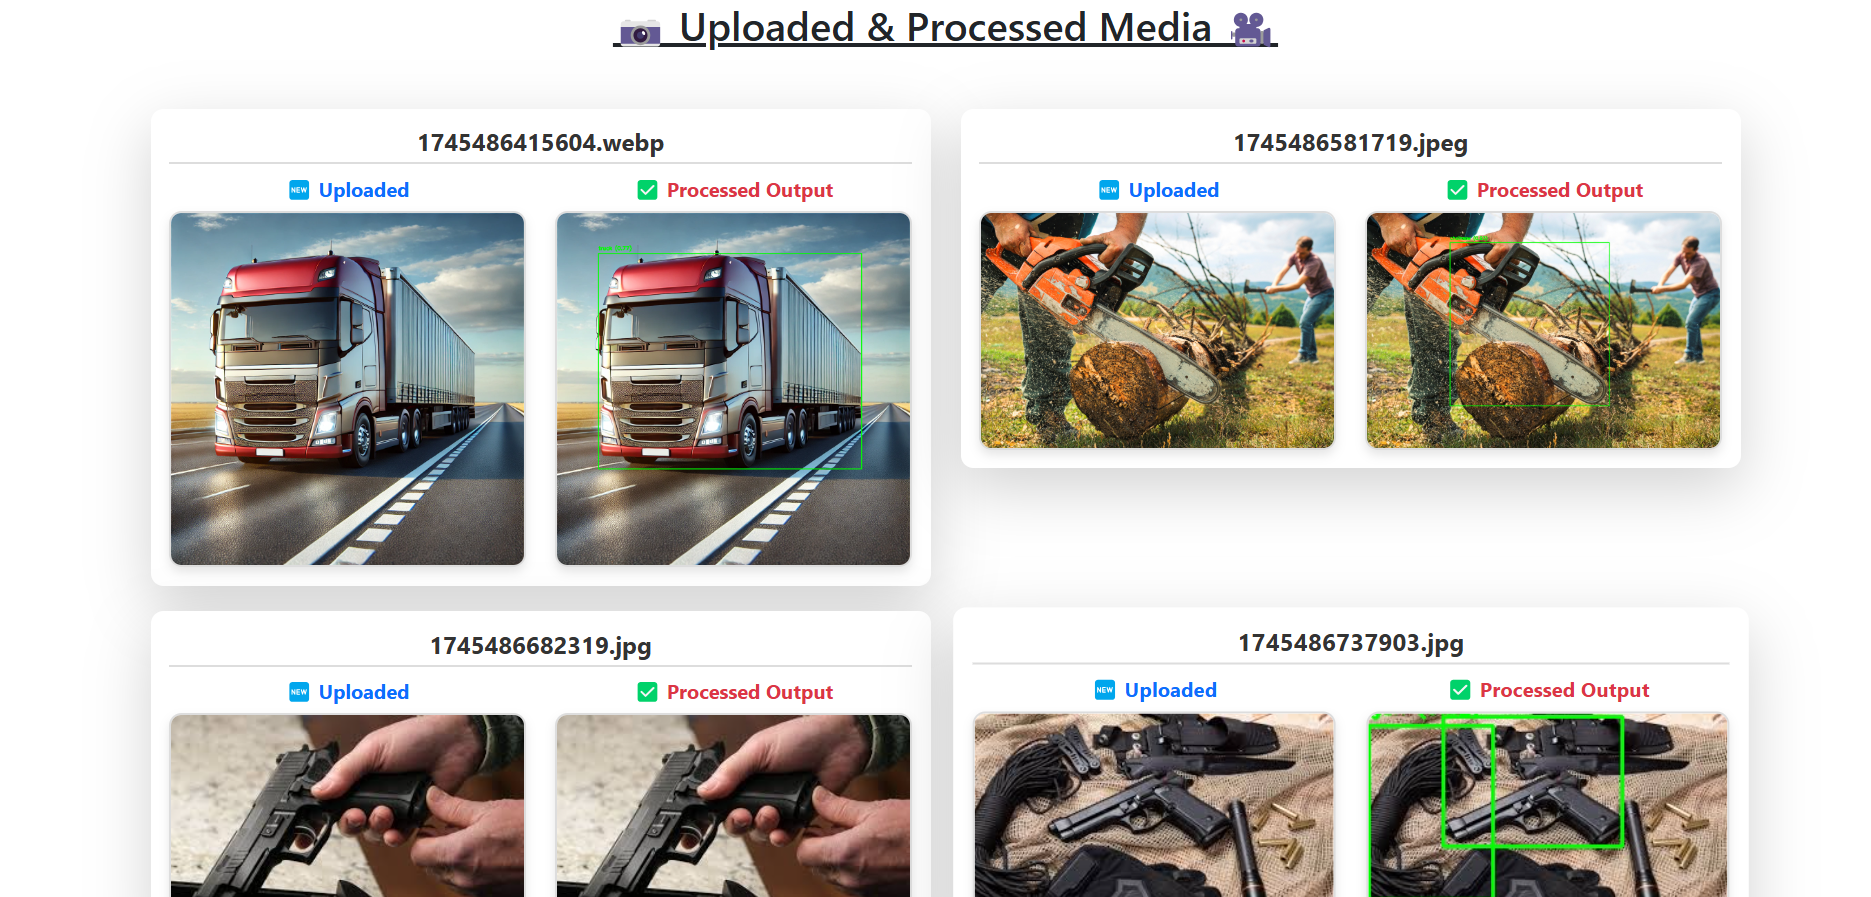 📷 Uploaded & Processed Media 🎥
1745486415604.webp
🆕 Uploaded
✅ Processed Output
1745486581719.jpeg
🆕 Uploaded
✅ Processed Output
1745486682319.jpg
🆕 Uploaded
✅ Processed Output
1745486737903.jpg
🆕 Uploaded
✅ Processed Output